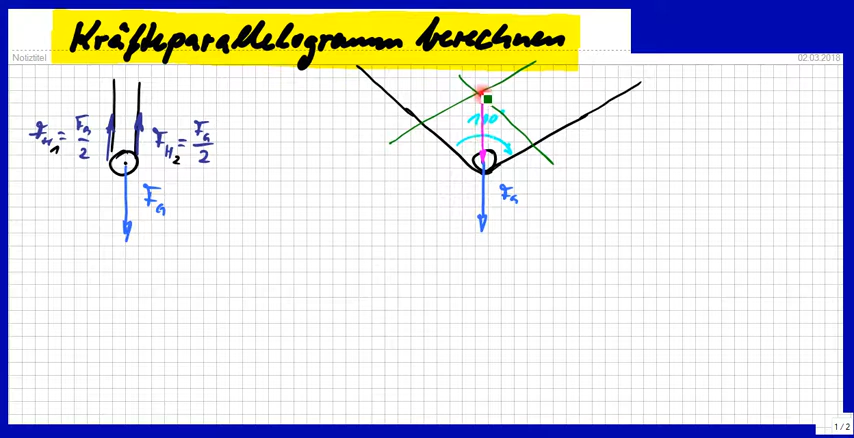 Kräfteparallelogramm berechnen
Notiztitel
02.03.2018
F_H1 = F_G/2
F_H2 = F_G/2
F_G
110°
F_G
1 / 2